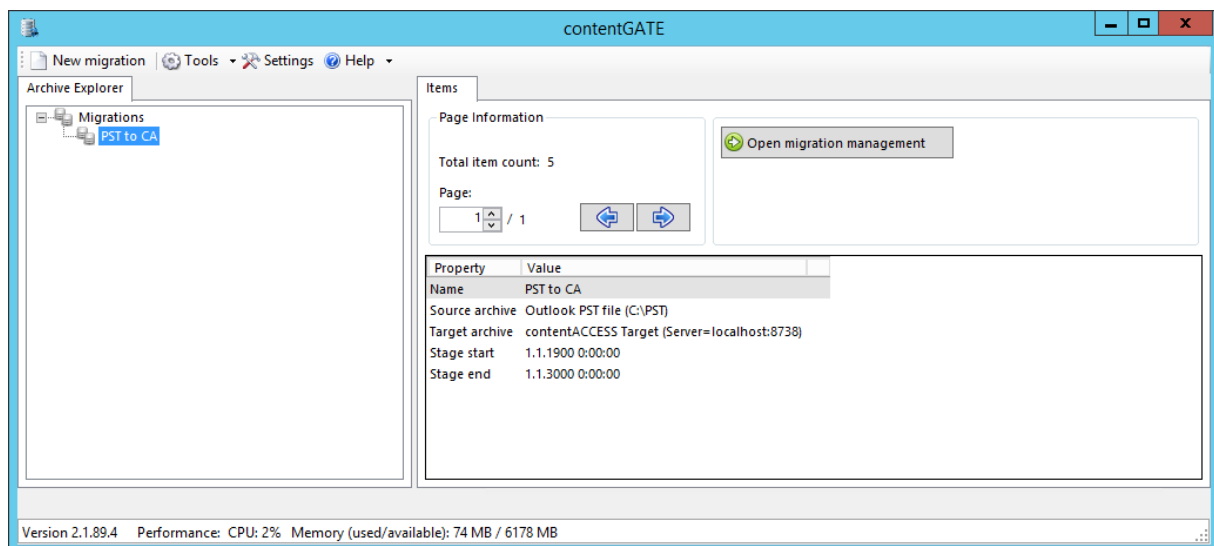 contentGATE
New migration Tools Settings Help
Archive Explorer
Migrations
PST to CA
Items
Page Information
Total item count: 5
Page:
1 / 1
Open migration management
Property Value
Name PST to CA
Source archive Outlook PST file (C:\PST)
Target archive contentACCESS Target (Server=localhost:8738)
Stage start 1.1.1900 0:00:00
Stage end 1.1.3000 0:00:00
Version 2.1.89.4 Performance: CPU: 2% Memory (used/available): 74 MB / 6178 MB